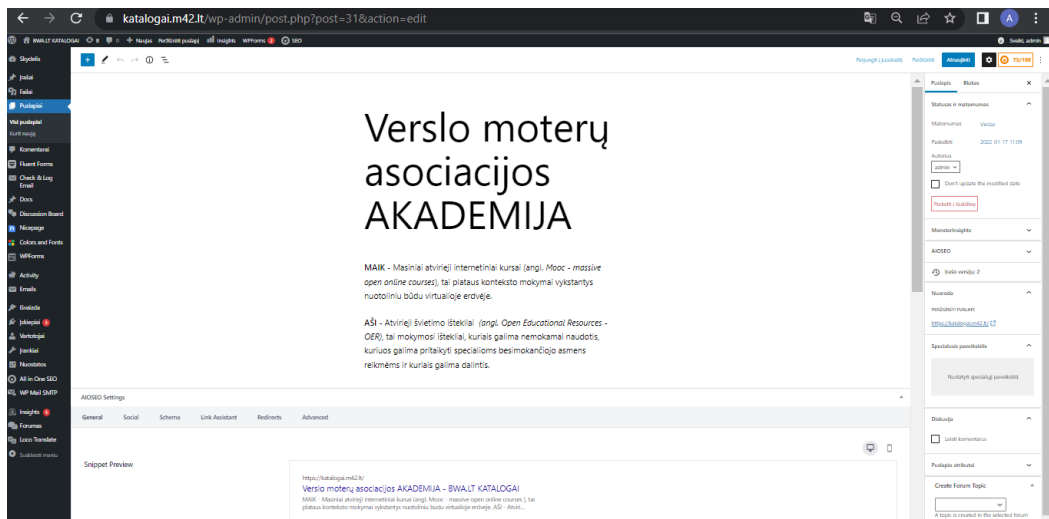 katalogai.m42.lt/wp-admin/post.php?post=31&action=edit
A
BWA.LT KATALOGAI 8 0 Naujas Peržiūrėti puslapį Insights WPForms 2 SEO
Sveiki, admin
Skydelis
Įrašai
Failai
Puslapiai
Visi puslapiai
Kurti naują
Komentarai
Fluent Forms
Check & Log
Email
Docs
Discussion Board
Nicepage
Colors and Fonts
WPForms
Activity
Emails
Išvaizda
Įskiepiai 3
Vartotojai
Įrankiai
Nuostatos
All in One SEO
WP Mail SMTP
Insights 5
Forumas
Loco Translate
Suskleisti meniu
Perjungti į juodraštį Peržiūrėti Atnaujinti 73/100
Verslo moterų
asociacijos
AKADEMIJA
MAIK - Masiniai atvirieji internetiniai kursai (angl. Mooc - massive
open online courses), tai plataus konteksto mokymai vykstantys
nuotoliniu būdu virtualioje erdvėje.
AŠI - Atvirieji švietimo ištekliai (angl. Open Educational Resources -
OER), tai mokymosi ištekliai, kuriais galima nemokamai naudotis,
kuriuos galima pritaikyti specialioms besimokančiojo asmens
reikmėms ir kuriais galima dalintis.
AIOSEO Settings
General Social Schema Link Assistant Redirects Advanced
Snippet Preview
https://katalogai.m42.lt/
Verslo moterų asociacijos AKADEMIJA - BWA.LT KATALOGAI
MAIK - Masiniai atvirieji internetiniai kursai (angl. Mooc - massive open online courses ), tai
plataus konteksto mokymai vykstantys nuotoliniu būdu virtualioje erdvėje. AŠI - Atviri...
Puslapis Blokas
Statusas ir matomumas
Matomumas Viešas
Paskelbti 2022-01-17 11:09
Autorius
admin
Don't update the modified date
Perkelti į šiukšlinę
MonsterInsights
AIOSEO
Įrašo versijų: 2
Nuoroda
PERŽIŪRĖTI PUSLAPĮ
https://katalogai.m42.lt/
Specialusis paveikslėlis
Nustatyti specialųjį paveikslėlį
Diskusija
Leisti komentarus
Puslapio atributai
Create Forum Topic
A topic is created in the selected forum